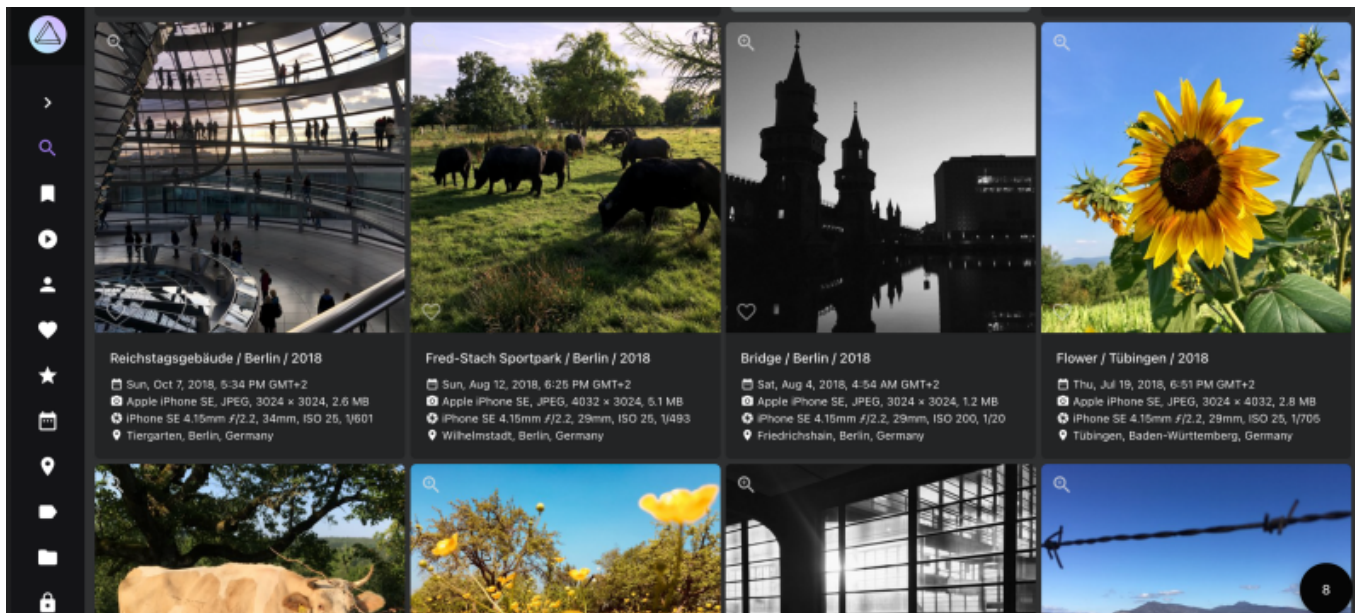 Reichstagsgebäude / Berlin / 2018
Sun, Oct 7, 2018, 5:34 PM GMT+2
Apple iPhone SE, JPEG, 3024 × 3024, 2.6 MB
iPhone SE 4.15mm ƒ/2.2, 34mm, ISO 25, 1/601
Tiergarten, Berlin, Germany
Fred-Stach Sportpark / Berlin / 2018
Sun, Aug 12, 2018, 6:25 PM GMT+2
Apple iPhone SE, JPEG, 4032 × 3024, 5.1 MB
iPhone SE 4.15mm ƒ/2.2, 29mm, ISO 25, 1/493
Wilhelmstadt, Berlin, Germany
Bridge / Berlin / 2018
Sat, Aug 4, 2018, 4:54 AM GMT+2
Apple iPhone SE, JPEG, 3024 × 3024, 1.2 MB
iPhone SE 4.15mm ƒ/2.2, 29mm, ISO 200, 1/20
Friedrichshain, Berlin, Germany
Flower / Tübingen / 2018
Thu, Jul 19, 2018, 6:51 PM GMT+2
Apple iPhone SE, JPEG, 3024 × 4032, 2.8 MB
iPhone SE 4.15mm ƒ/2.2, 29mm, ISO 25, 1/705
Tübingen, Baden-Württemberg, Germany
8